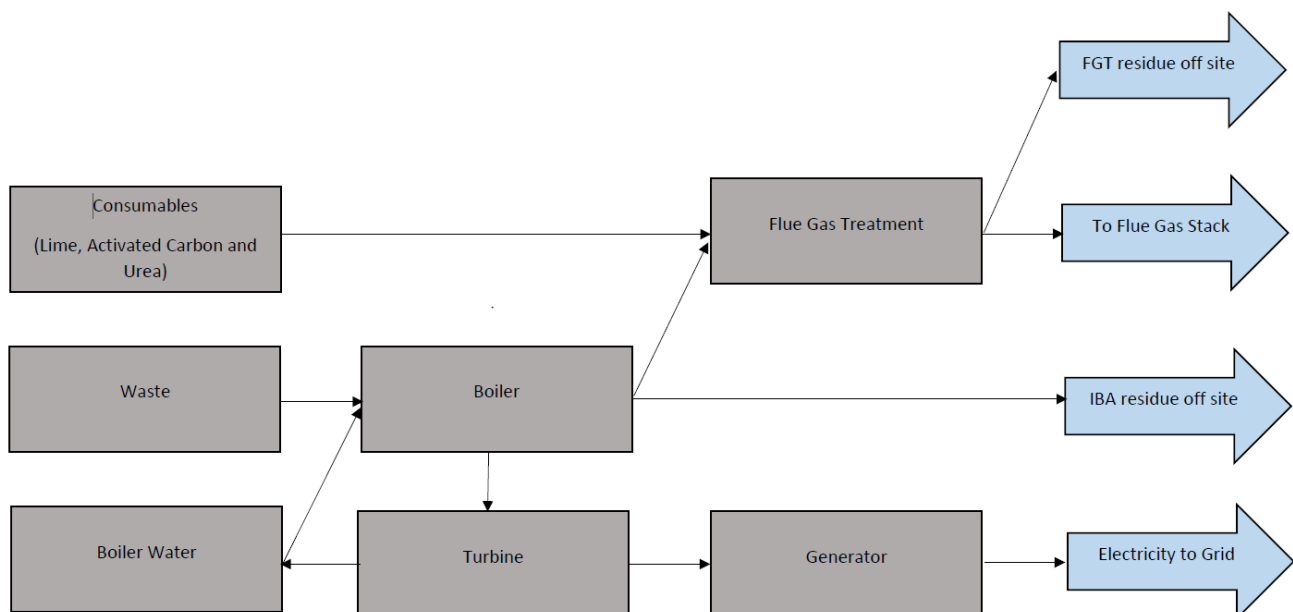 FGT residue off site
Consumables
(Lime, Activated Carbon and
Urea)
Flue Gas Treatment
To Flue Gas Stack
Waste
Boiler
IBA residue off site
Boiler Water
Turbine
Generator
Electricity to Grid